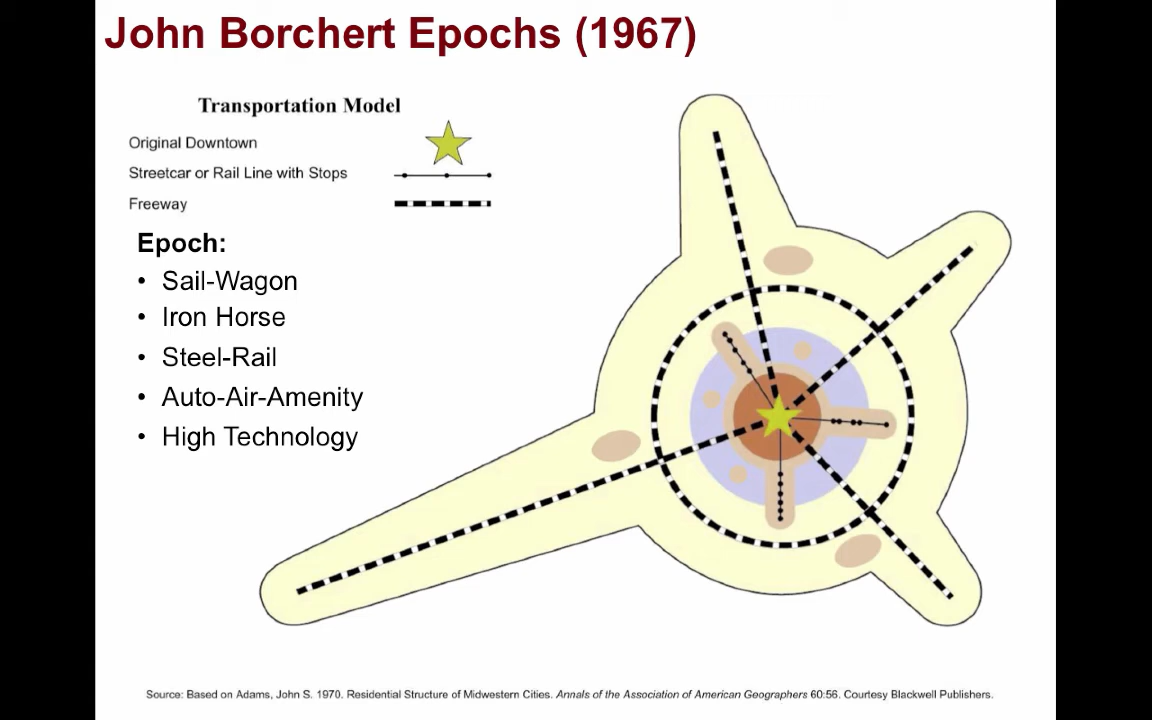 John Borchert Epochs (1967)
Transportation Model
Original Downtown
Streetcar or Rail Line with Stops
Freeway
Epoch:
• Sail-Wagon
• Iron Horse
• Steel-Rail
• Auto-Air-Amenity
• High Technology
Source: Based on Adams, John S. 1970. Residential Structure of Midwestern Cities. Annals of the Association of American Geographers 60:56. Courtesy Blackwell Publishers.